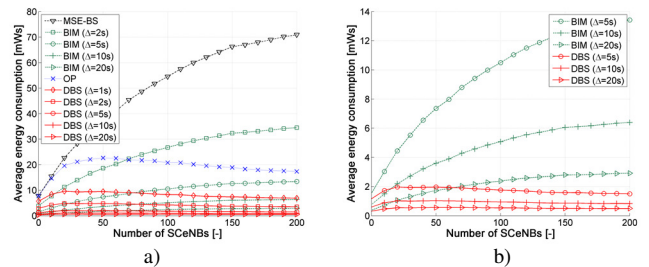 Average energy consumption [mWs]
80
70
60
50
40
30
20
10
0
MSE-BS
BIM (Δ=2s)
BIM (Δ=5s)
BIM (Δ=10s)
BIM (Δ=20s)
OP
DBS (Δ=1s)
DBS (Δ=2s)
DBS (Δ=5s)
DBS (Δ=10s)
DBS (Δ=20s)
0 50 100 150 200
Number of SCeNBs [-]
a)
Average energy consumption [mWs]
14
12
10
8
6
4
2
0
BIM (Δ=5s)
BIM (Δ=10s)
BIM (Δ=20s)
DBS (Δ=5s)
DBS (Δ=10s)
DBS (Δ=20s)
0 50 100 150 200
Number of SCeNBs [-]
b)